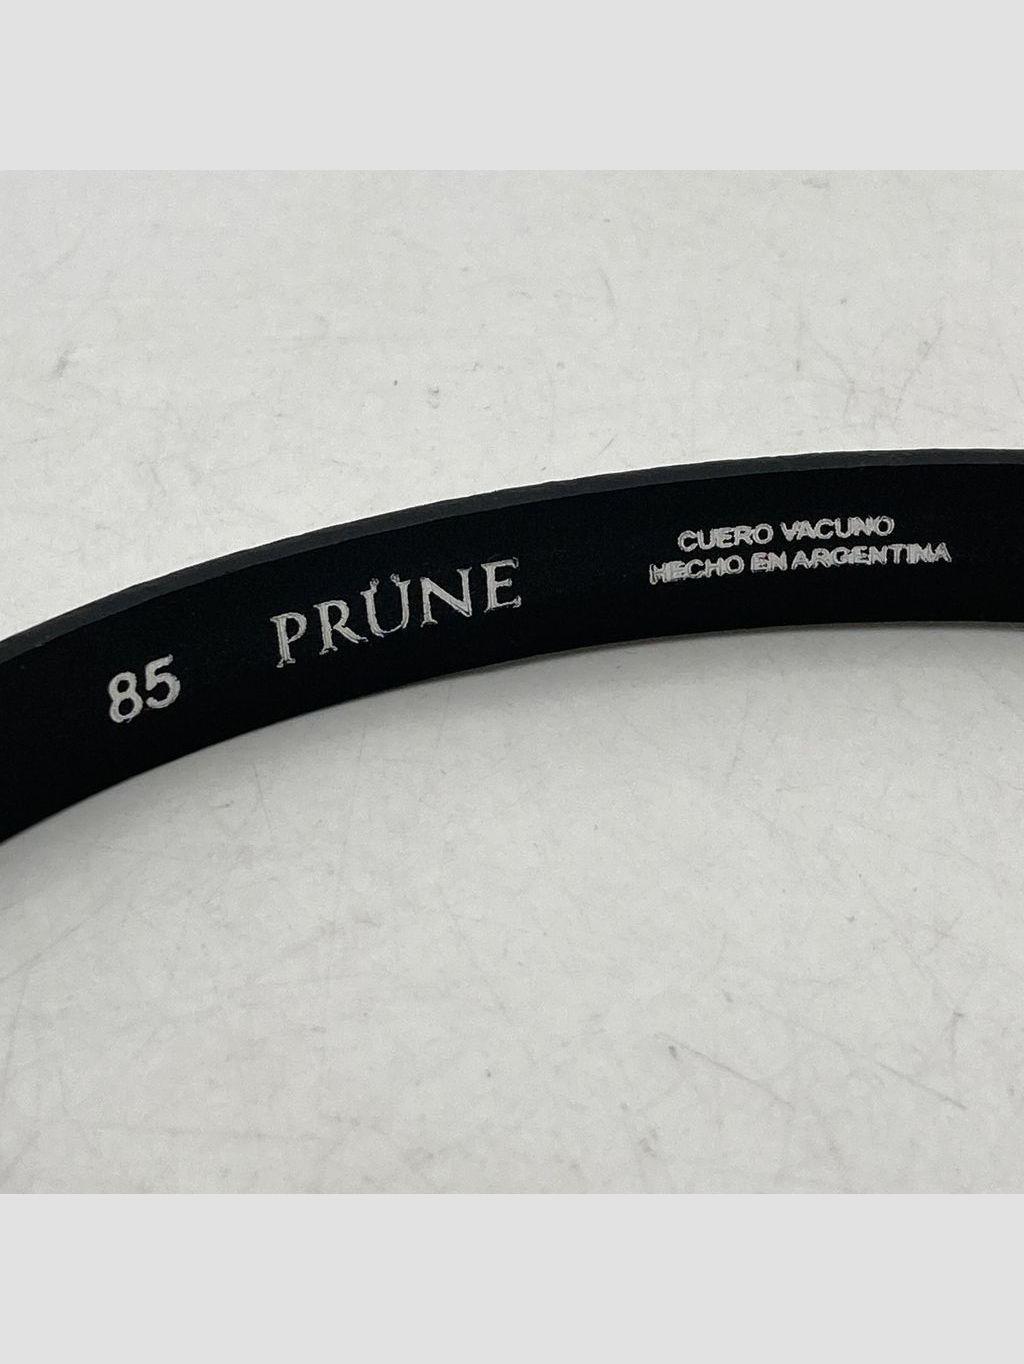 85
PRÜNE
CUERO VACUNO
HECHO EN ARGENTINA